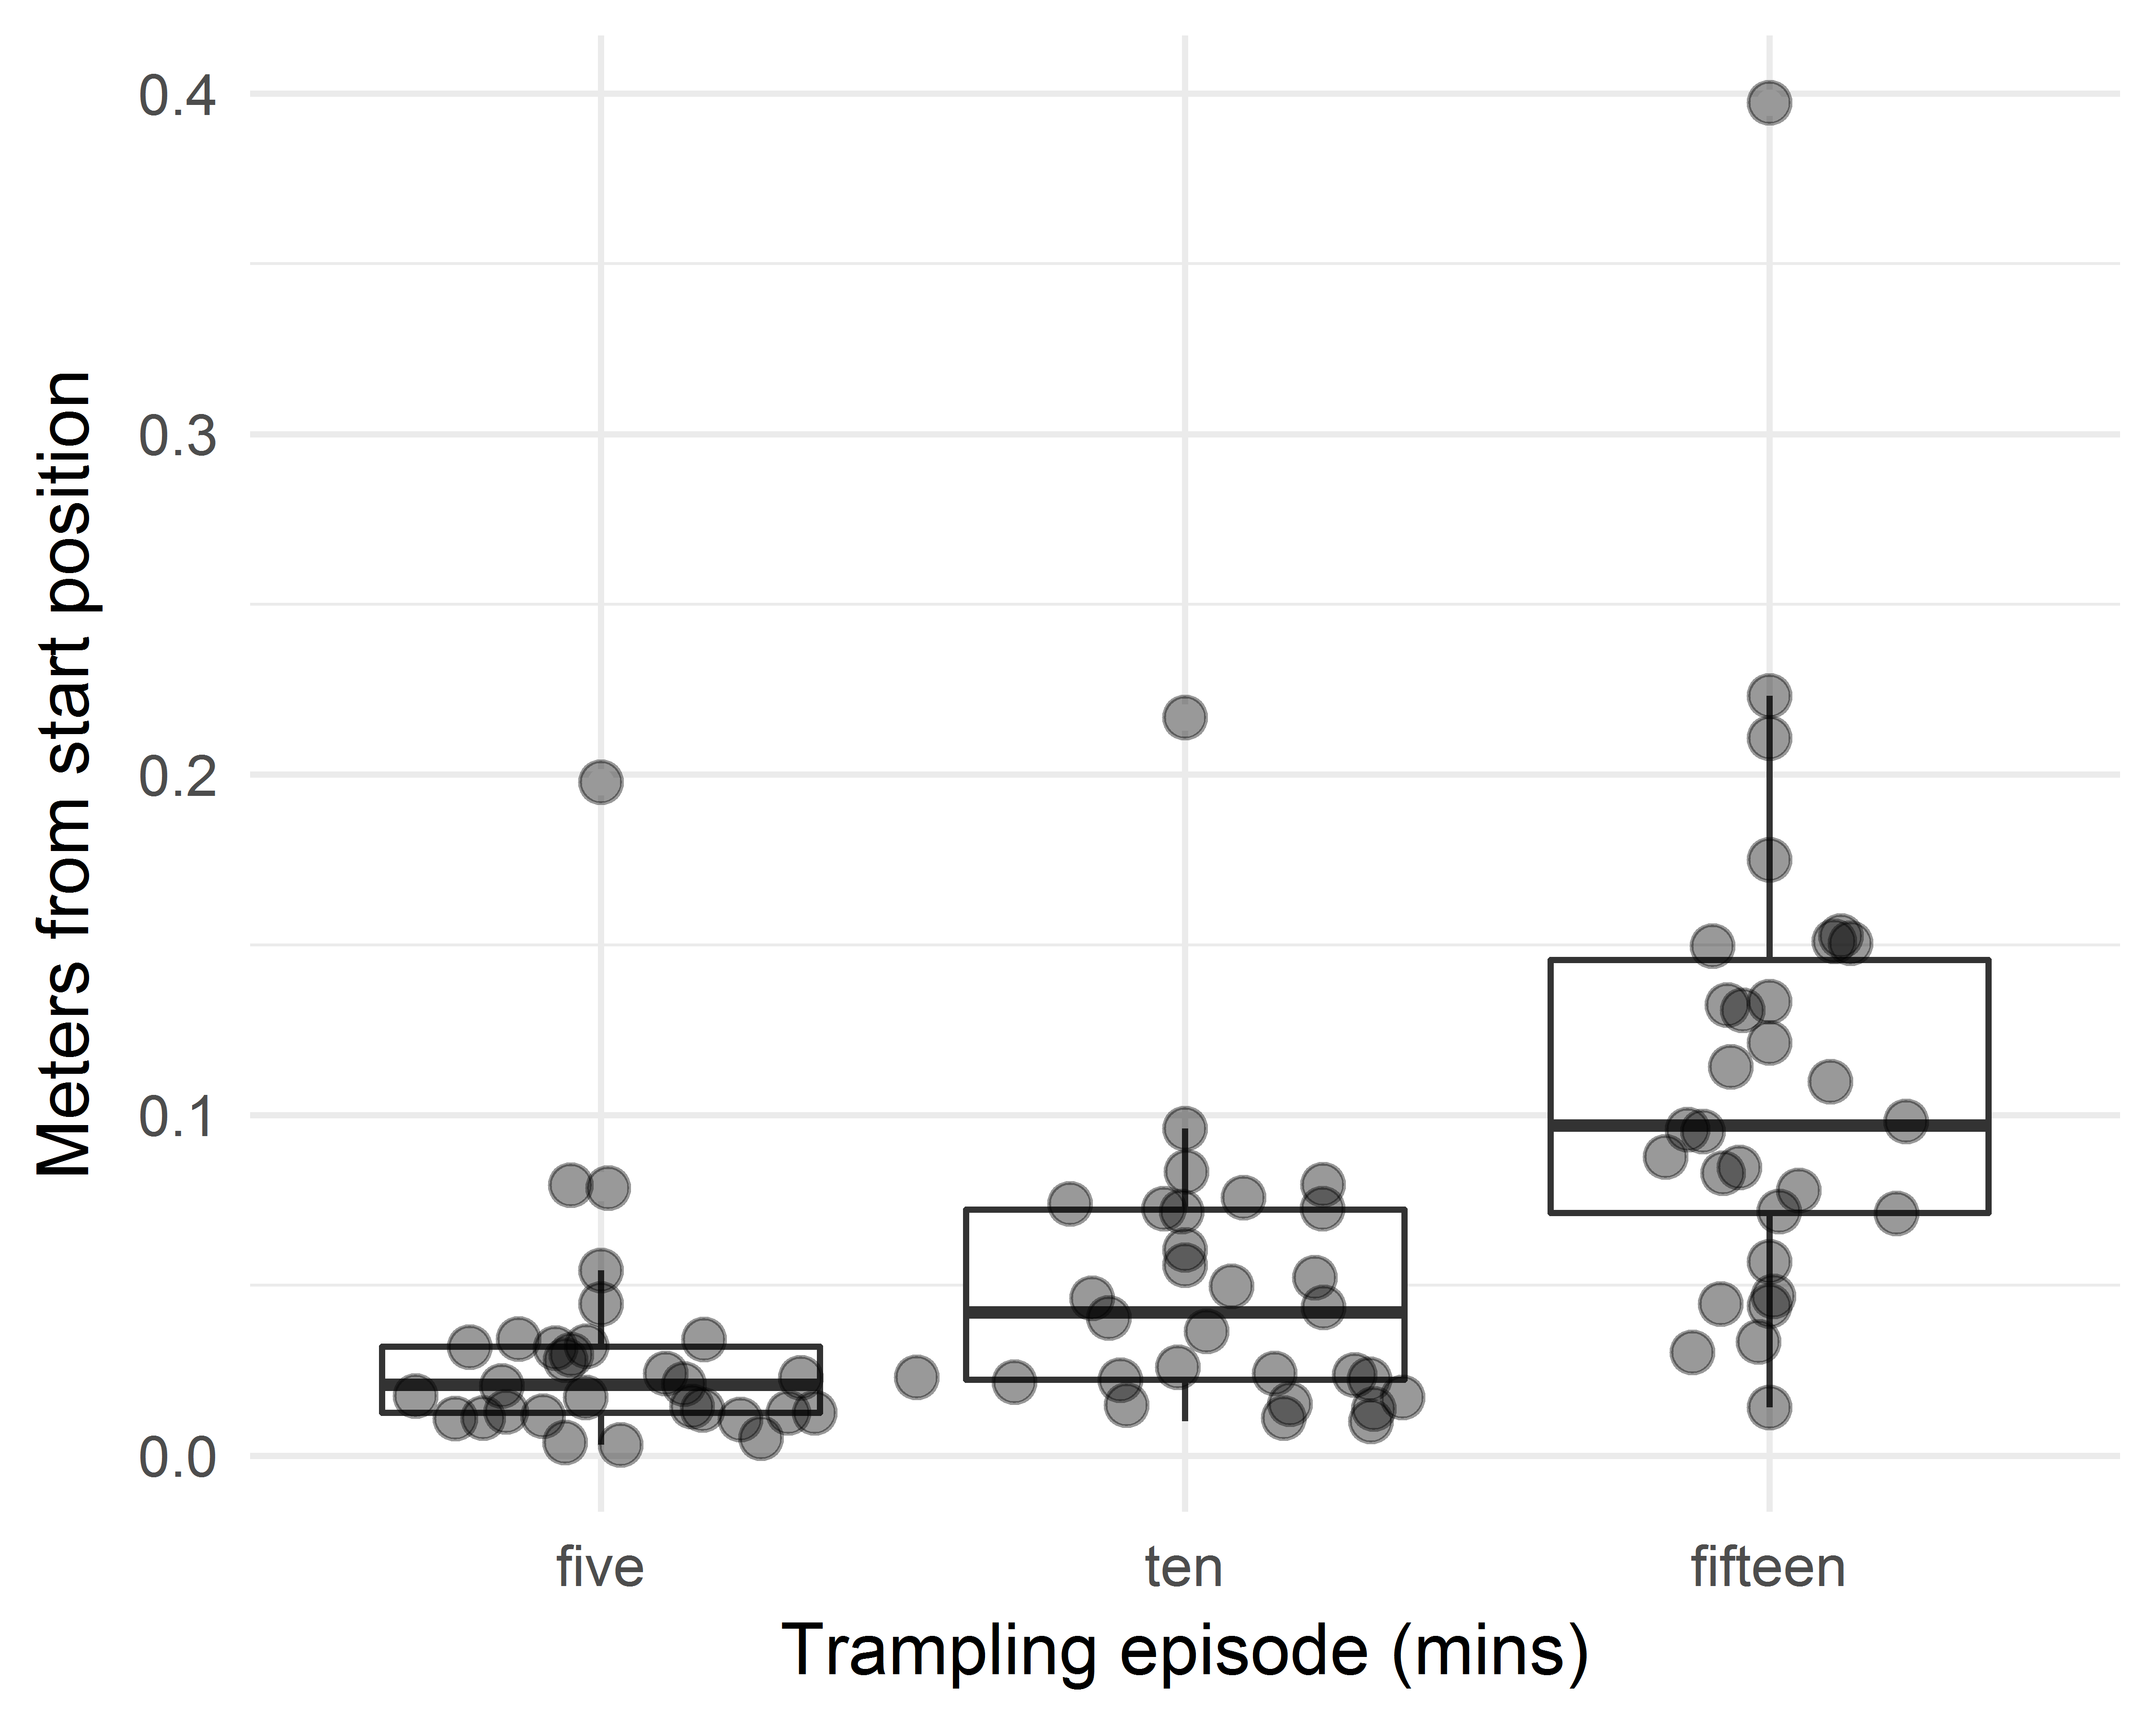 Meters from start position
0.4
0.3
0.2
0.1
0.0
five
ten
fifteen
Trampling episode (mins)